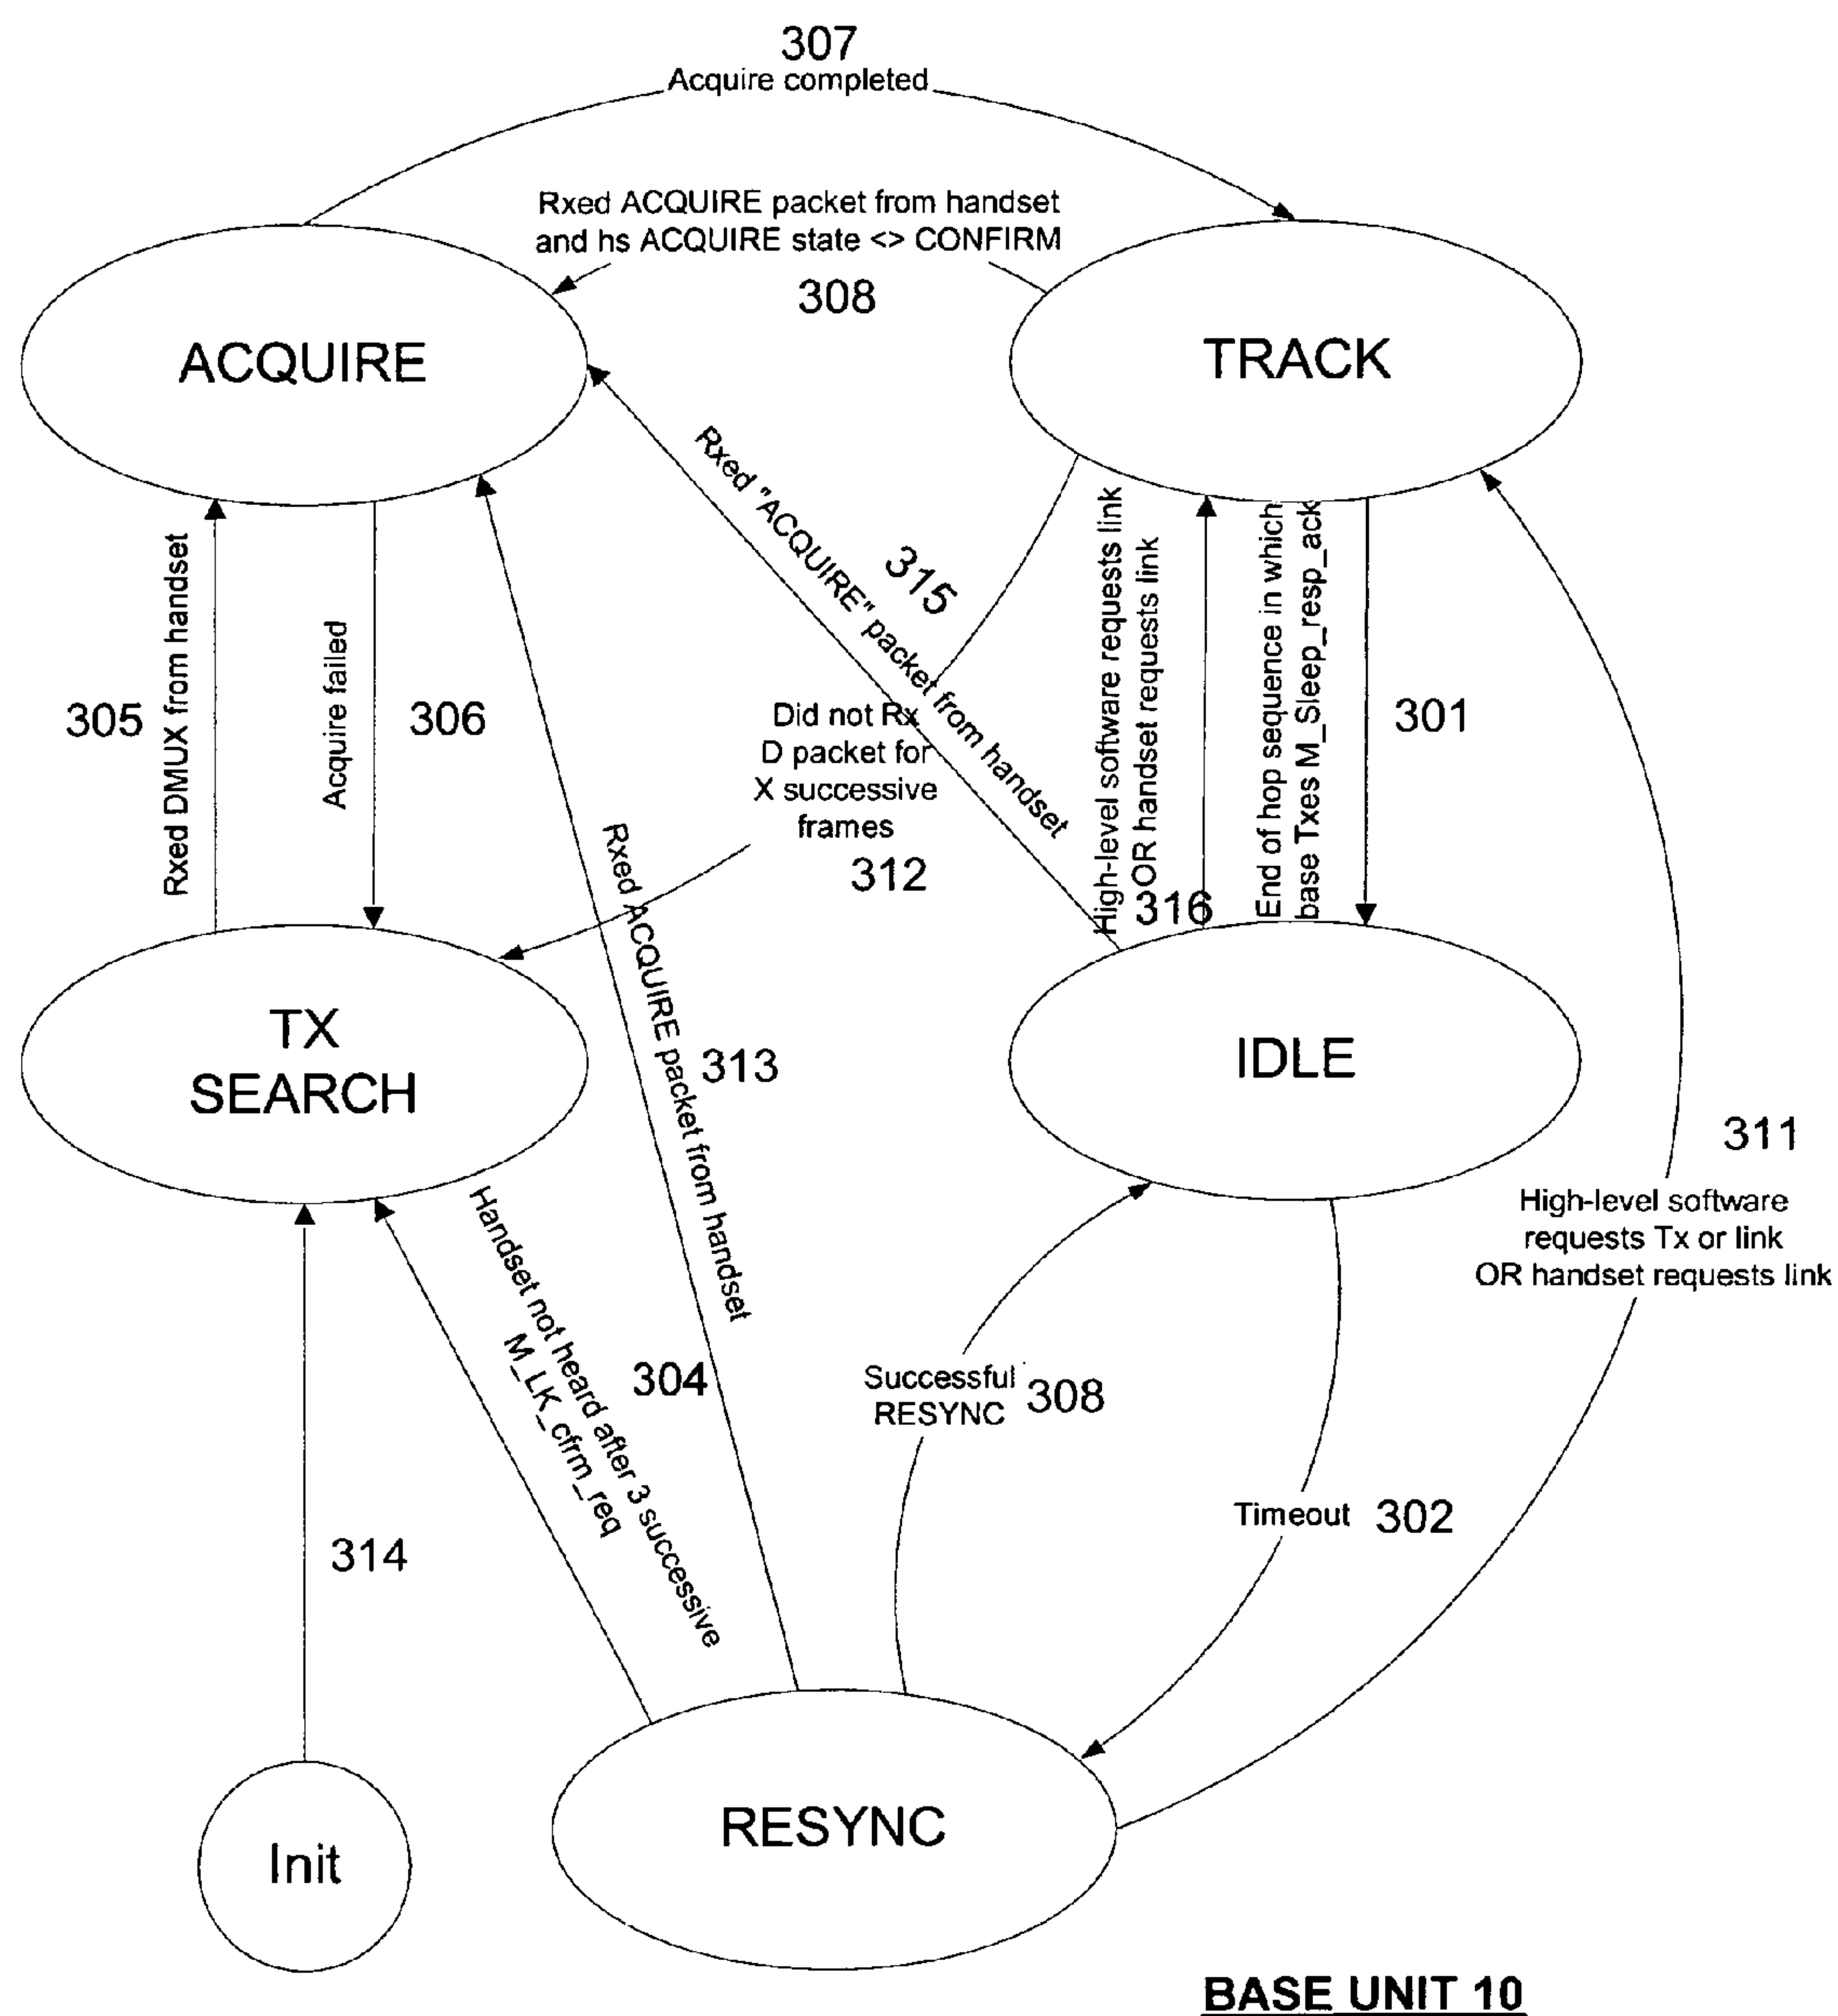 307
Acquire completed
Rxed ACQUIRE packet from handset
and hs ACQUIRE state <> CONFIRM
308
ACQUIRE
TRACK
Rxed "ACQUIRE" packet from handset
315
High-level software requests link
OR handset requests link
316
End of hop sequence in which
base Txes M_Sleep_resp_ack
301
305
Rxed DMUX from handset
Acquire failed
306
Did not Rx
D packet for
X successive
frames
312
Rxed ACQUIRE packet from handset
313
TX
SEARCH
IDLE
311
High-level software
requests Tx or link
OR handset requests link
Handset not heard after 3 successive
M_LK_cfrm_req
304
Successful
RESYNC
308
Timeout 302
314
Init
RESYNC
BASE UNIT 10